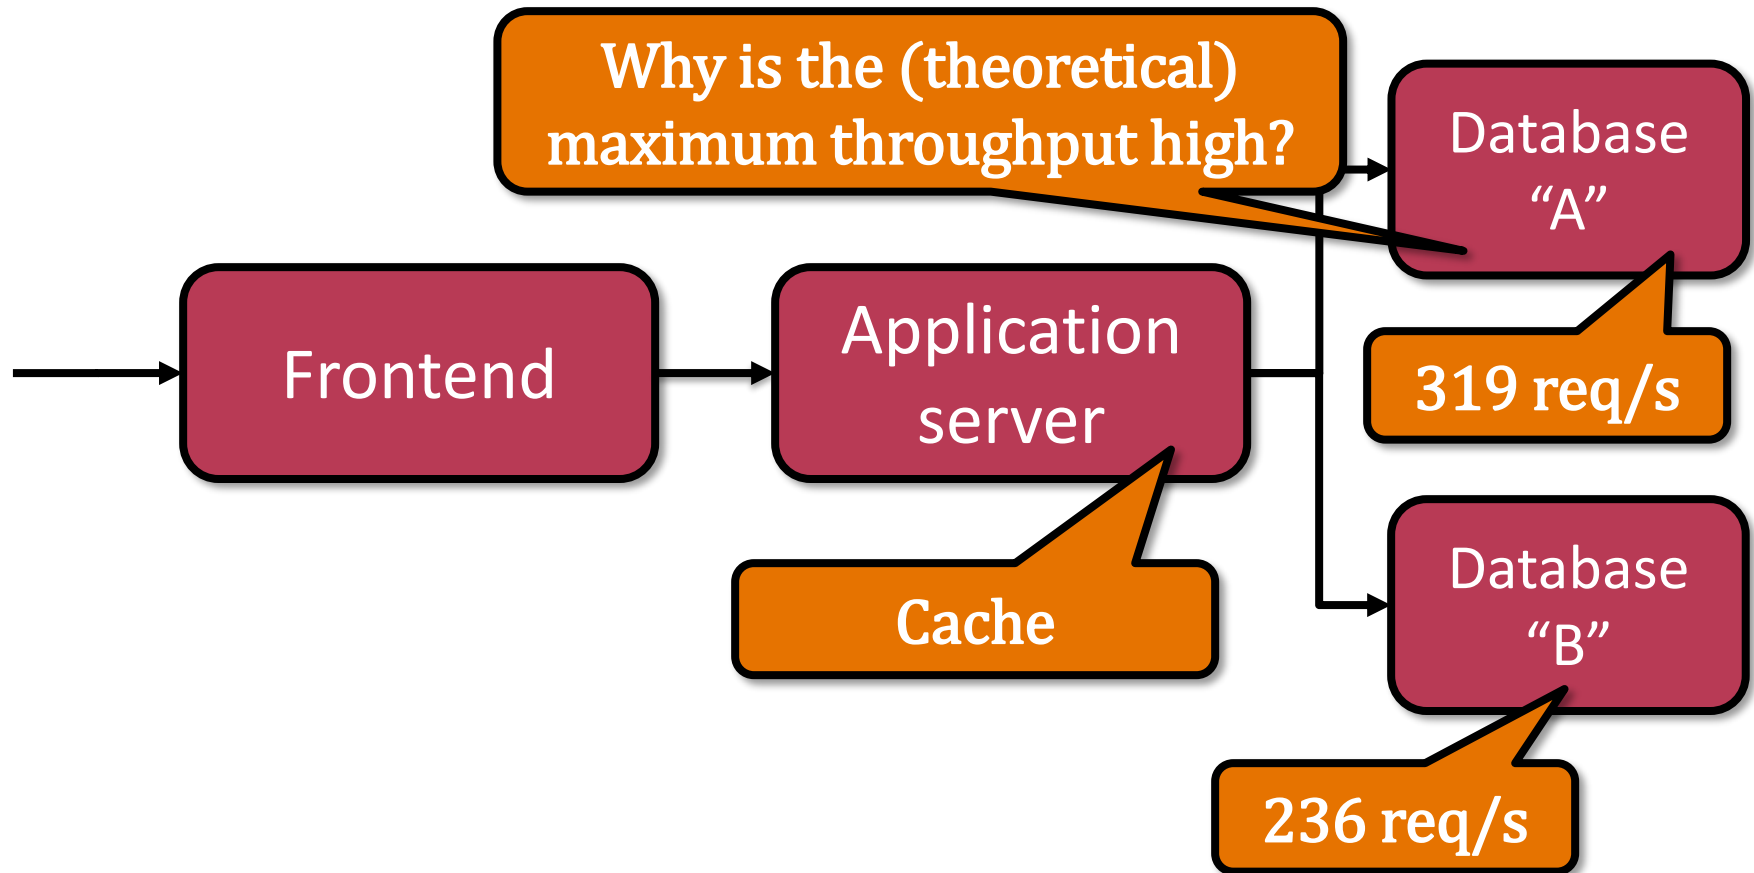 Why is the (theoretical)
maximum throughput high?
Database
“A”
Frontend
Application
server
319 req/s
Cache
Database
“B”
236 req/s